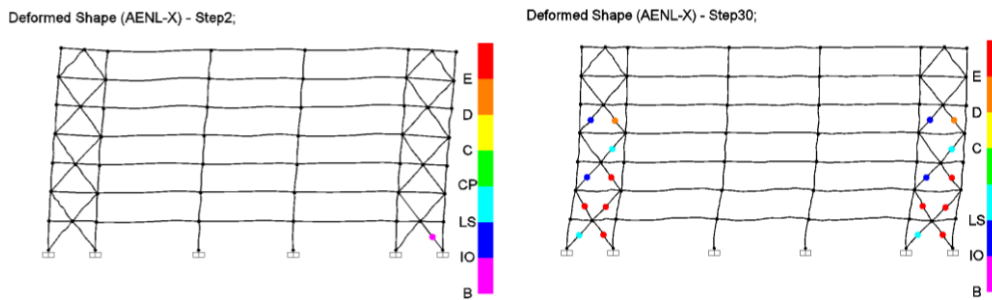 Deformed Shape (AENL-X) - Step2;
E
D
C
CP
LS
IO
B
Deformed Shape (AENL-X) - Step30;
E
D
C
LS
IO
B